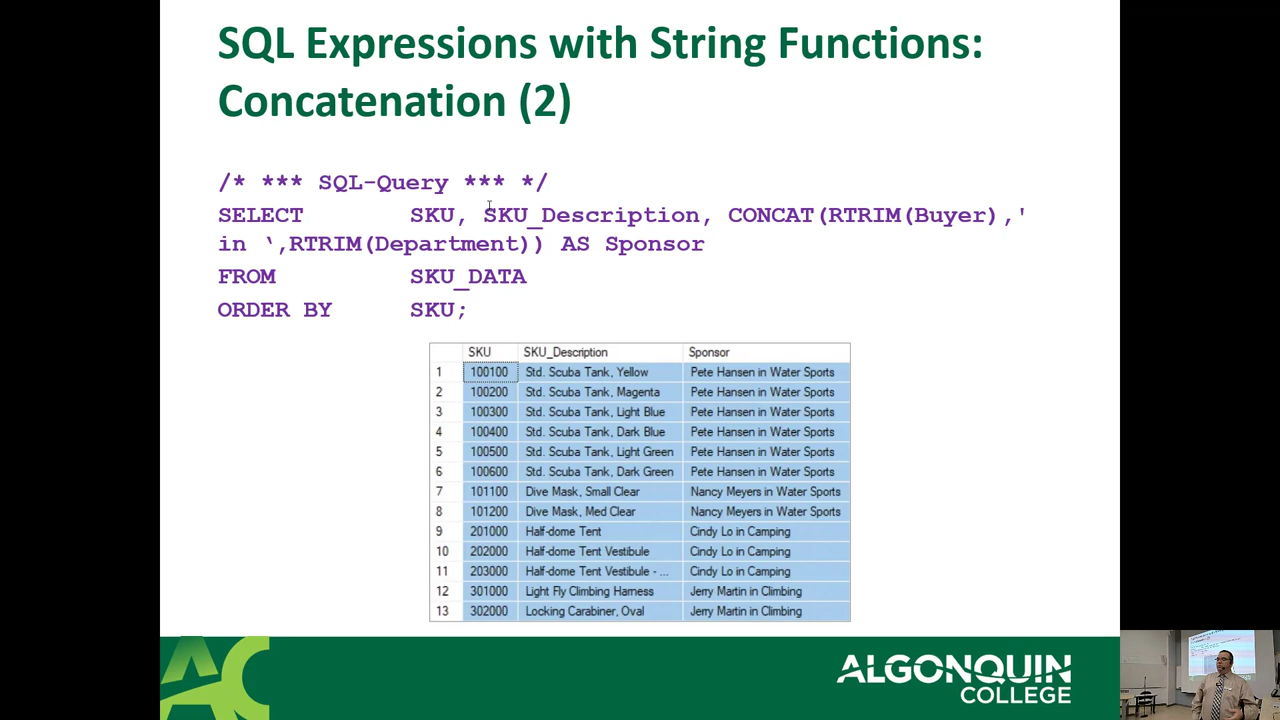 SQL Expressions with String Functions:
Concatenation (2)
/* *** SQL-Query *** */
SELECT SKU, SKU_Description, CONCAT(RTRIM(Buyer),'
in ‘,RTRIM(Department)) AS Sponsor
FROM SKU_DATA
ORDER BY SKU;
SKU SKU_Description Sponsor
1 100100 Std. Scuba Tank, Yellow Pete Hansen in Water Sports
2 100200 Std. Scuba Tank, Magenta Pete Hansen in Water Sports
3 100300 Std. Scuba Tank, Light Blue Pete Hansen in Water Sports
4 100400 Std. Scuba Tank, Dark Blue Pete Hansen in Water Sports
5 100500 Std. Scuba Tank, Light Green Pete Hansen in Water Sports
6 100600 Std. Scuba Tank, Dark Green Pete Hansen in Water Sports
7 101100 Dive Mask, Small Clear Nancy Meyers in Water Sports
8 101200 Dive Mask, Med Clear Nancy Meyers in Water Sports
9 201000 Half-dome Tent Cindy Lo in Camping
10 202000 Half-dome Tent Vestibule Cindy Lo in Camping
11 203000 Half-dome Tent Vestibule - ... Cindy Lo in Camping
12 301000 Light Fly Climbing Harness Jerry Martin in Climbing
13 302000 Locking Carabiner, Oval Jerry Martin in Climbing
AC
ALGONQUIN
COLLEGE